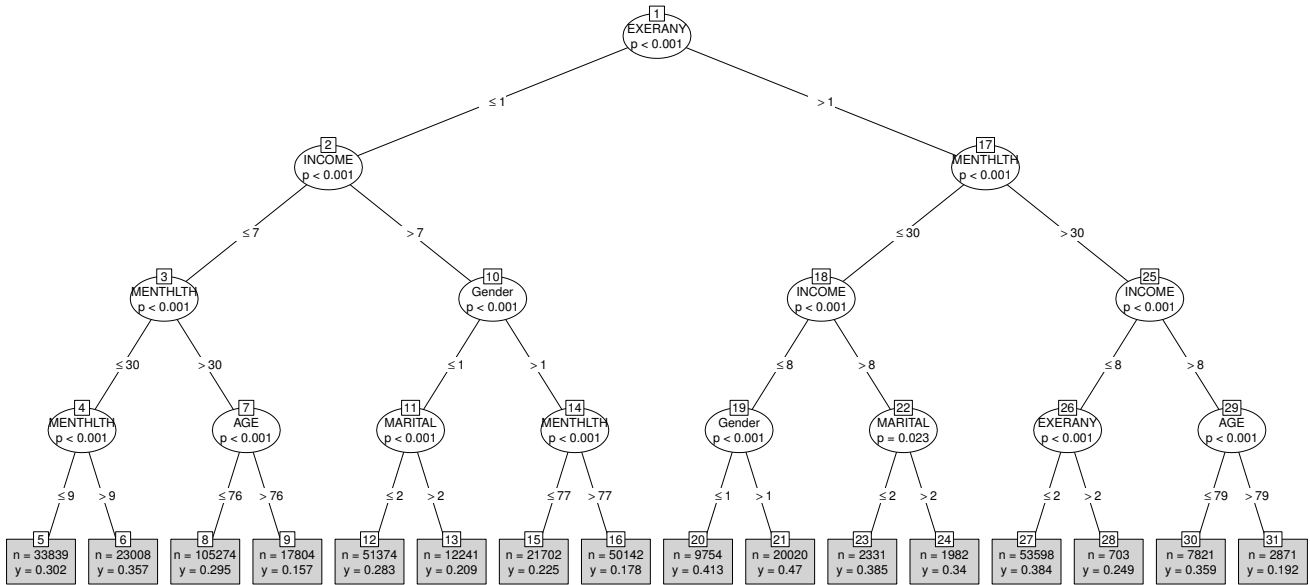 1
EXERANY
p < 0.001
≤ 1
> 1
2
INCOME
p < 0.001
17
MENTHLTH
p < 0.001
≤ 7
> 7
≤ 30
> 30
3
MENTHLTH
p < 0.001
10
Gender
p < 0.001
18
INCOME
p < 0.001
25
INCOME
p < 0.001
≤ 30
> 30
≤ 1
> 1
≤ 8
> 8
≤ 8
> 8
4
MENTHLTH
p < 0.001
7
AGE
p < 0.001
11
MARITAL
p < 0.001
14
MENTHLTH
p < 0.001
19
Gender
p < 0.001
22
MARITAL
p = 0.023
26
EXERANY
p < 0.001
29
AGE
p < 0.001
≤ 9
> 9
≤ 76
> 76
≤ 2
> 2
≤ 77
> 77
≤ 1
> 1
≤ 2
> 2
≤ 2
> 2
≤ 79
> 79
5
n = 33839
y = 0.302
6
n = 23008
y = 0.357
8
n = 105274
y = 0.295
9
n = 17804
y = 0.157
12
n = 51374
y = 0.283
13
n = 12241
y = 0.209
15
n = 21702
y = 0.225
16
n = 50142
y = 0.178
20
n = 9754
y = 0.413
21
n = 20020
y = 0.47
23
n = 2331
y = 0.385
24
n = 1982
y = 0.34
27
n = 53598
y = 0.384
28
n = 703
y = 0.249
30
n = 7821
y = 0.359
31
n = 2871
y = 0.192